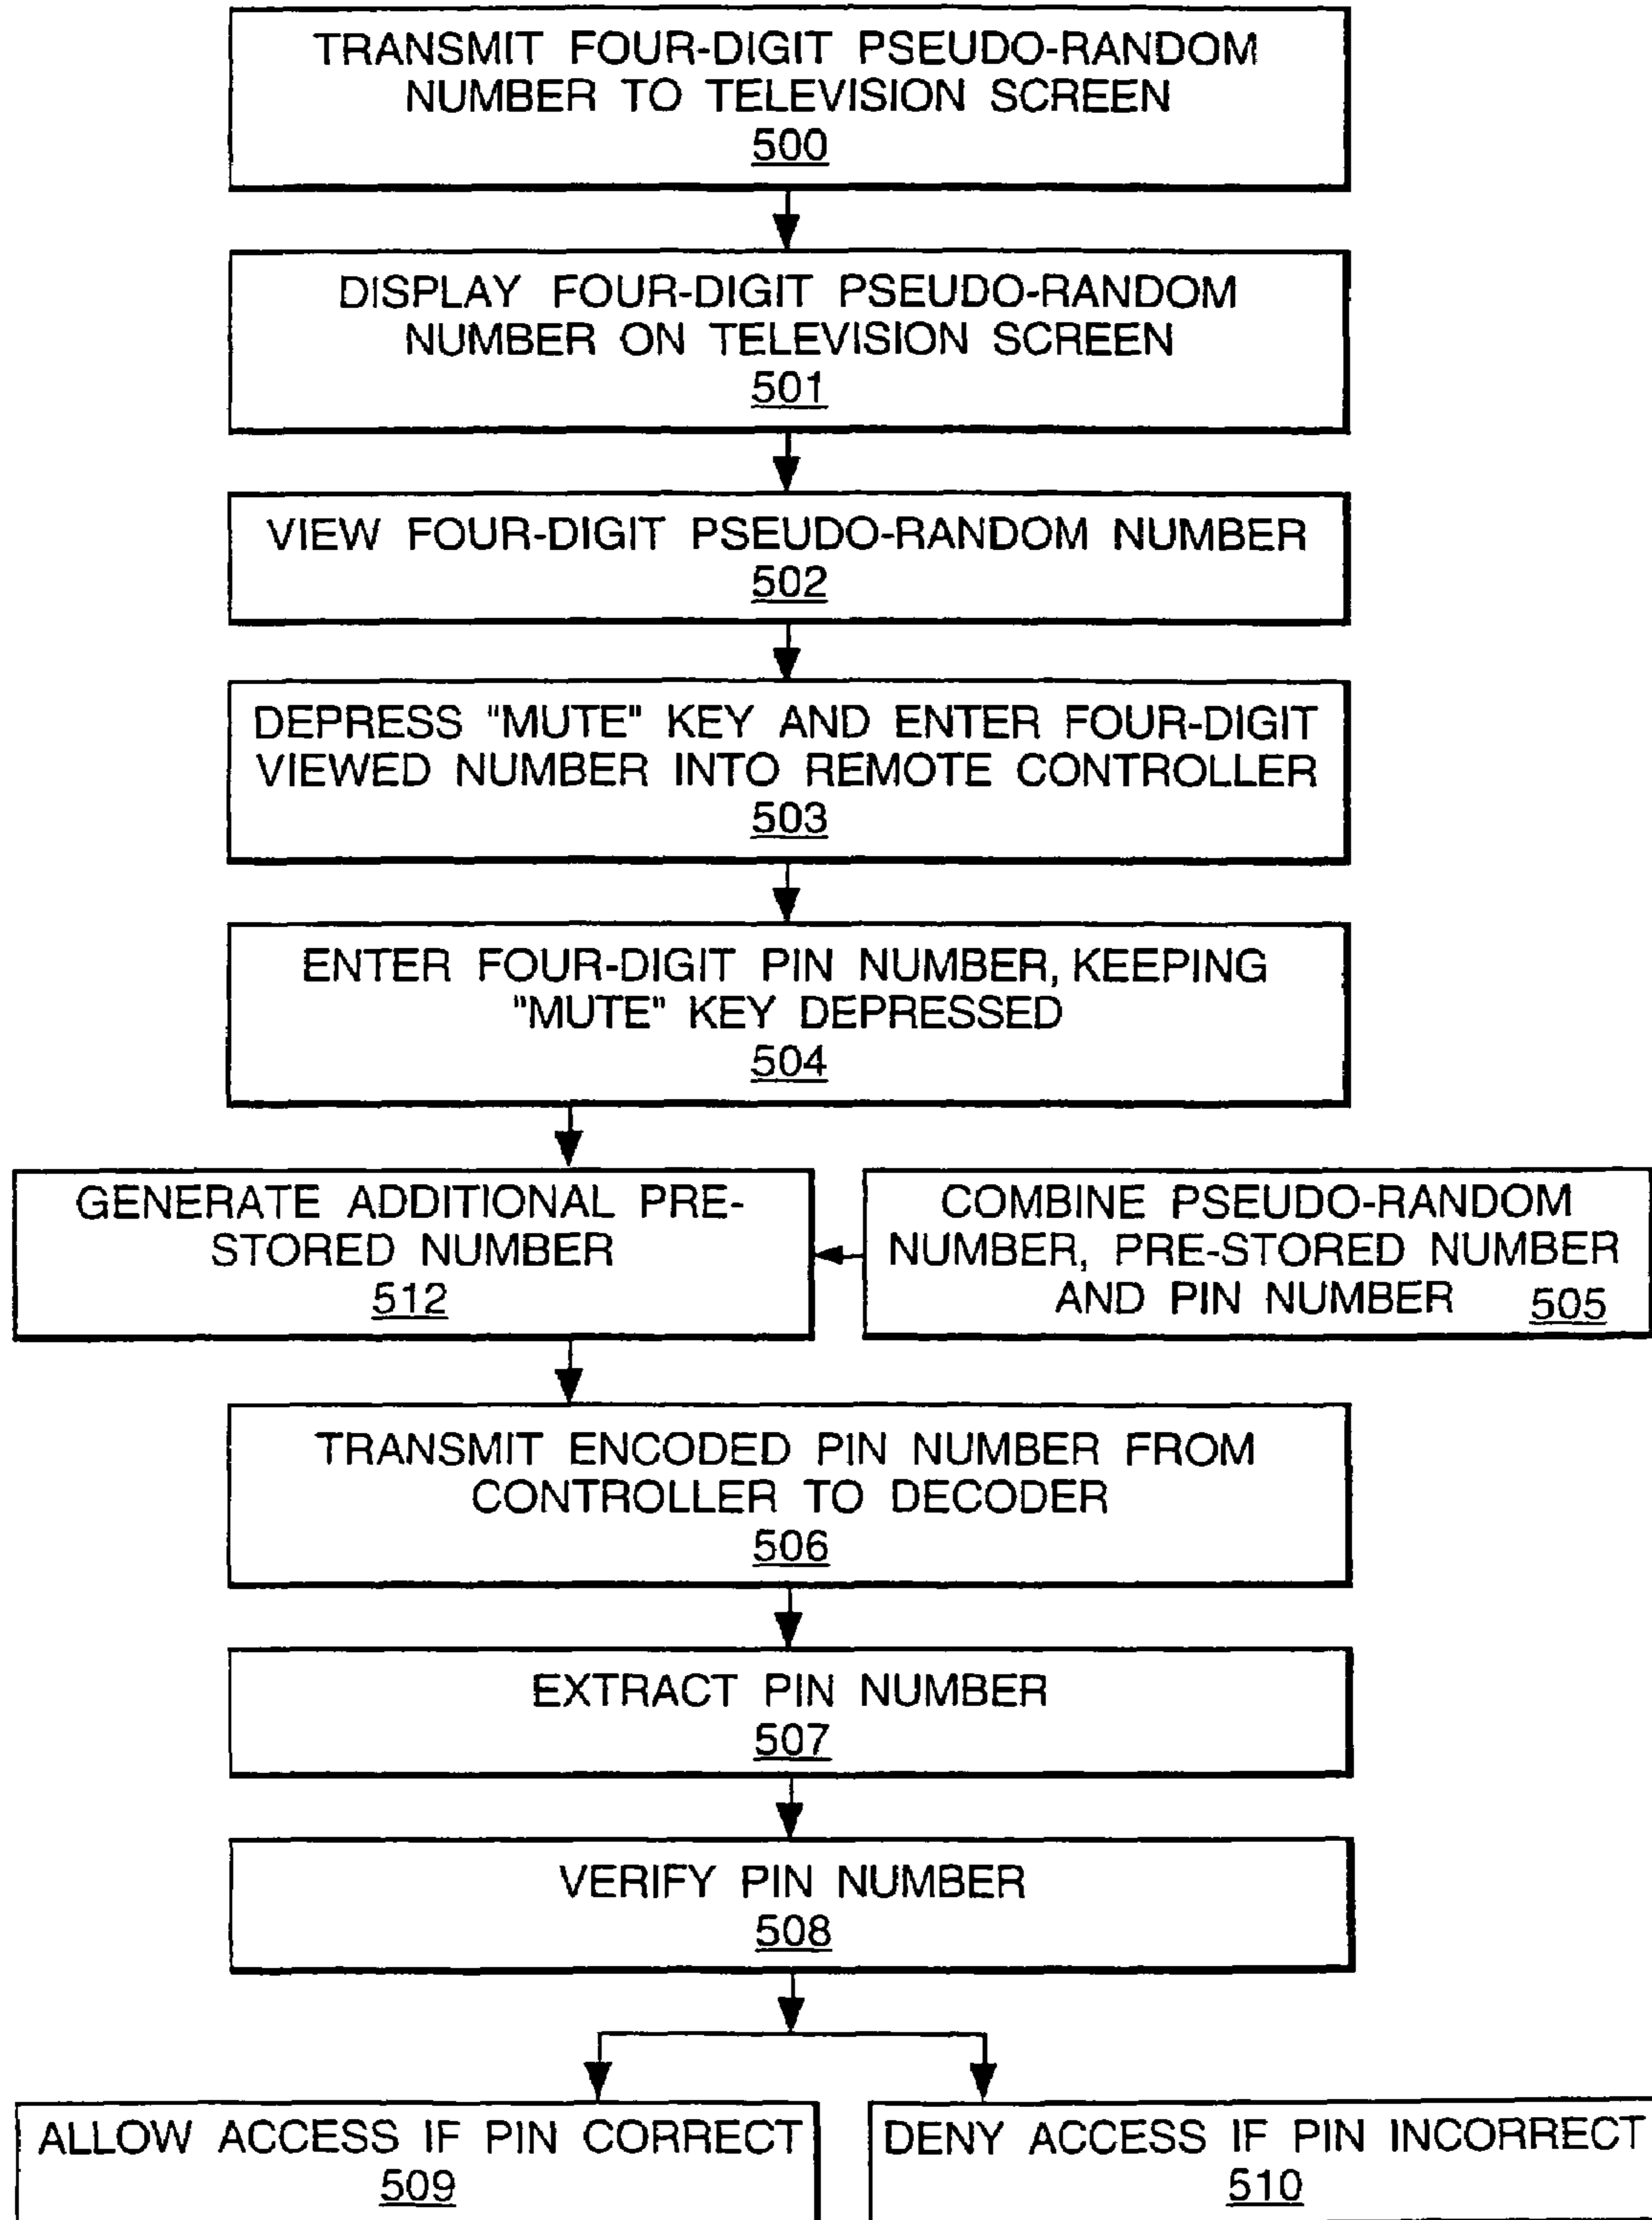 TRANSMIT FOUR-DIGIT PSEUDO-RANDOM
NUMBER TO TELEVISION SCREEN
500
DISPLAY FOUR-DIGIT PSEUDO-RANDOM
NUMBER ON TELEVISION SCREEN
501
VIEW FOUR-DIGIT PSEUDO-RANDOM NUMBER
502
DEPRESS "MUTE" KEY AND ENTER FOUR-DIGIT
VIEWED NUMBER INTO REMOTE CONTROLLER
503
ENTER FOUR-DIGIT PIN NUMBER, KEEPING
"MUTE" KEY DEPRESSED
504
GENERATE ADDITIONAL PRE-
STORED NUMBER
512
COMBINE PSEUDO-RANDOM
NUMBER, PRE-STORED NUMBER
AND PIN NUMBER 505
TRANSMIT ENCODED PIN NUMBER FROM
CONTROLLER TO DECODER
506
EXTRACT PIN NUMBER
507
VERIFY PIN NUMBER
508
ALLOW ACCESS IF PIN CORRECT
509
DENY ACCESS IF PIN INCORRECT
510